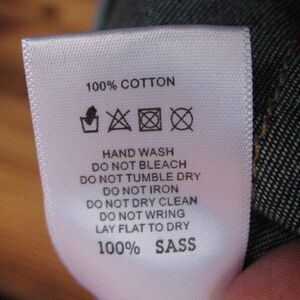 100% COTTON
HAND WASH
DO NOT BLEACH
DO NOT TUMBLE DRY
DO NOT IRON
DO NOT DRY CLEAN
DO NOT WRING
LAY FLAT TO DRY
100% SASS